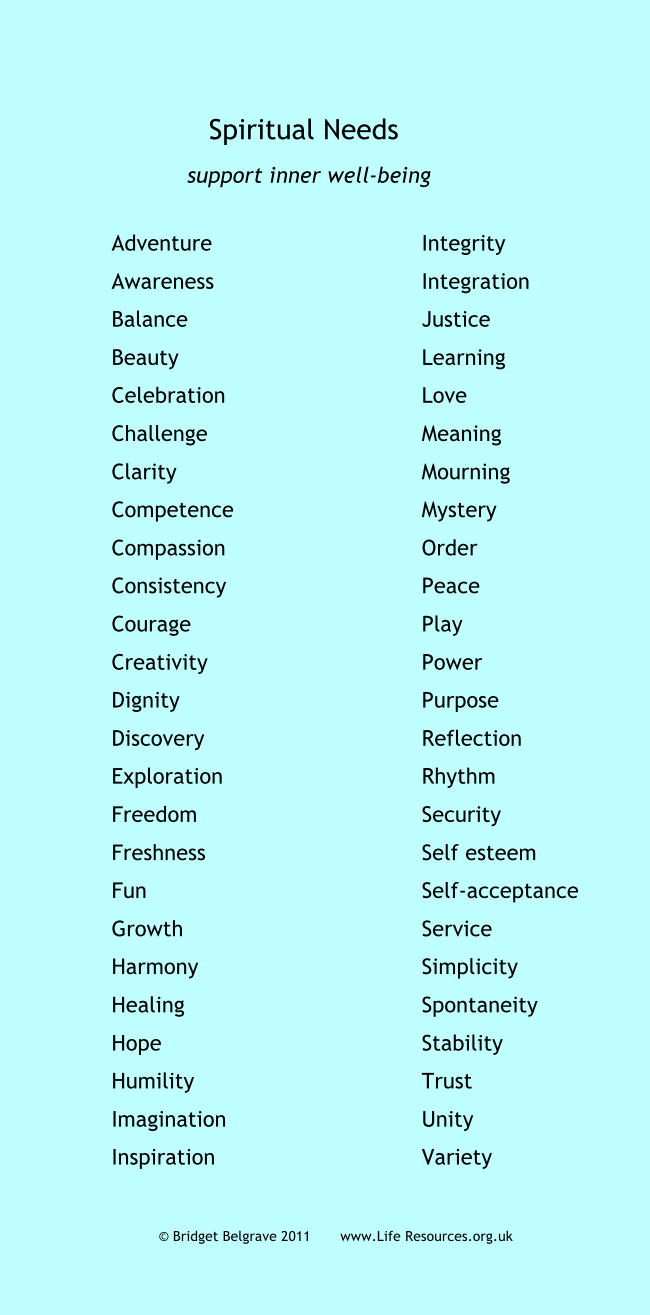 Spiritual Needs
support inner well-being
Adventure
Awareness
Balance
Beauty
Celebration
Challenge
Clarity
Competence
Compassion
Consistency
Courage
Creativity
Dignity
Discovery
Exploration
Freedom
Freshness
Fun
Growth
Harmony
Healing
Hope
Humility
Imagination
Inspiration
Integrity
Integration
Justice
Learning
Love
Meaning
Mourning
Mystery
Order
Peace
Play
Power
Purpose
Reflection
Rhythm
Security
Self esteem
Self-acceptance
Service
Simplicity
Spontaneity
Stability
Trust
Unity
Variety
© Bridget Belgrave 2011 www.Life Resources.org.uk